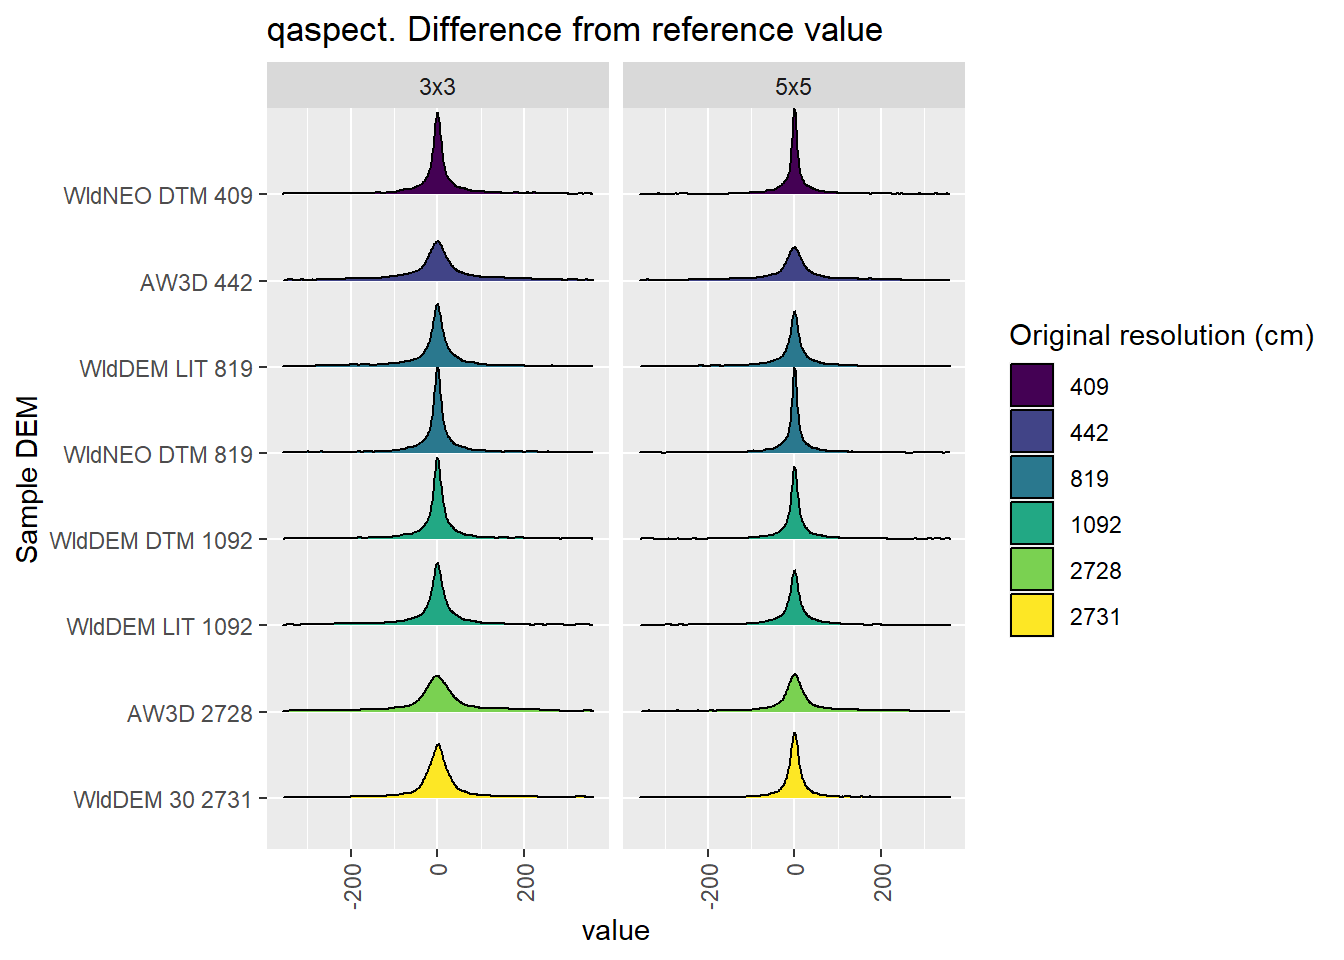 qaspect. Difference from reference value
3x3
5x5
Sample DEM
WldNEO DTM 409
AW3D 442
WldDEM LIT 819
WldNEO DTM 819
WldDEM DTM 1092
WldDEM LIT 1092
AW3D 2728
WldDEM 30 2731
-200
0
200
-200
0
200
value
Original resolution (cm)
409
442
819
1092
2728
2731